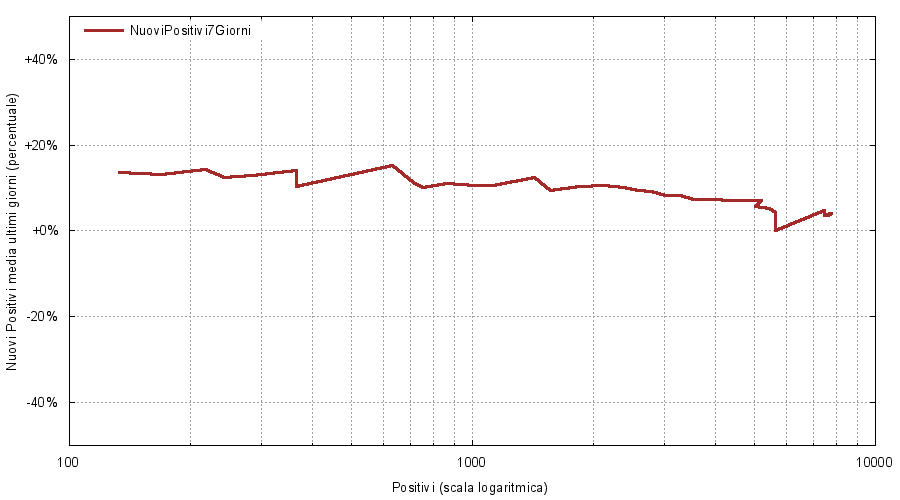 NuoviPositivi7Giorni
+40%
+20%
+0%
-20%
-40%
Nuovi Positivi media ultimi giorni (percentuale)
100
1000
10000
Positivi (scala logaritmica)